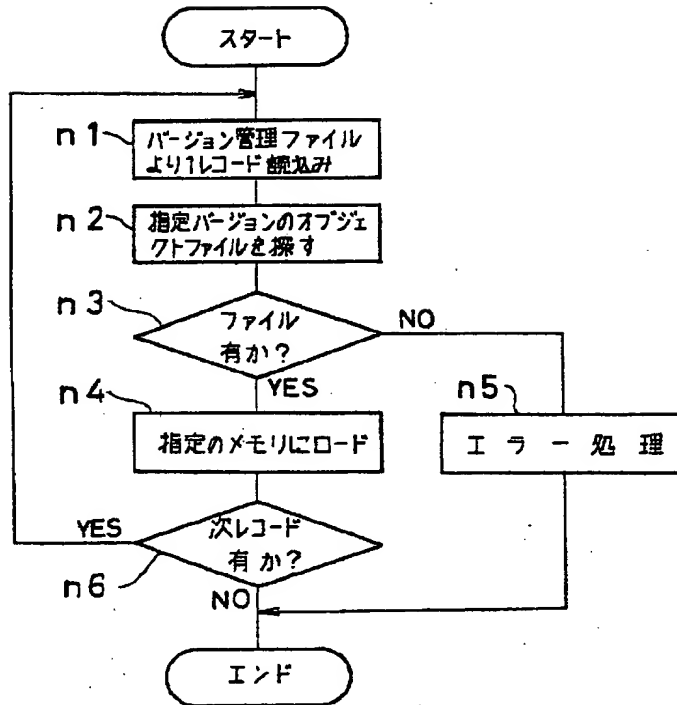 スタート
n1
バージョン管理ファイル
より1レコード読込み
n2
指定バージョンのオブジェ
クトファイルを探す
n3
ファイル
有か?
NO
YES
n4
指定のメモリにロード
n5
エラー処理
YES
次レコード
有か?
n6
NO
エンド